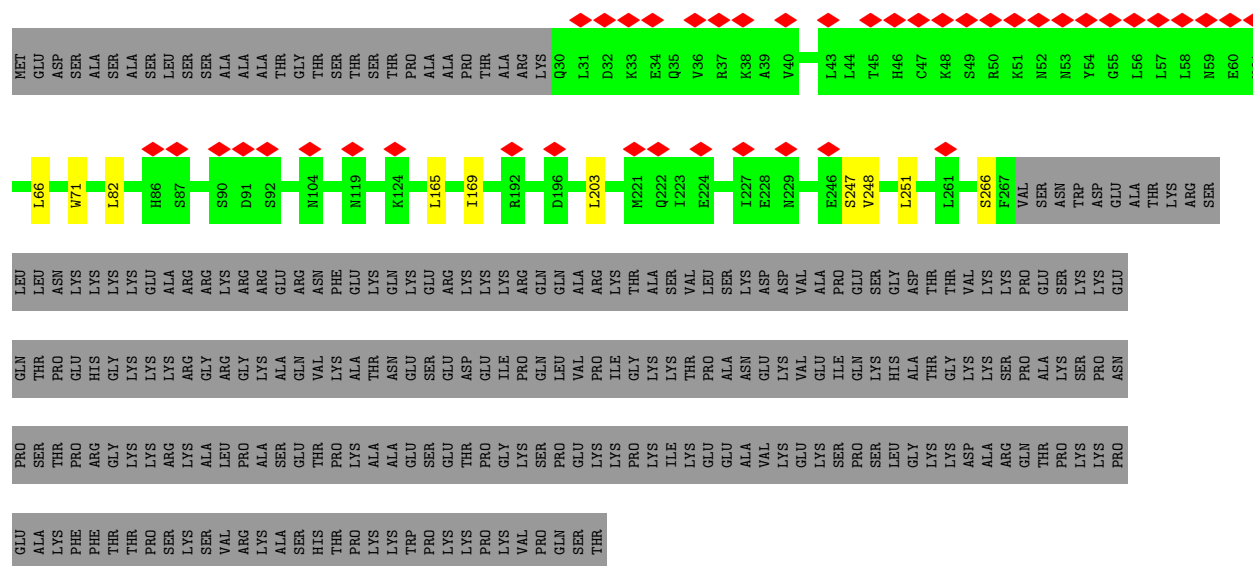 MET GLU ASP SER ALA SER ALA SER LEU SER SER ALA ALA ALA THR GLY THR SER THR SER THR PRO ALA ALA PRO THR ALA ARG LYS Q30 L31 D32 K33 E34 Q35 V36 R37 K38 A39 V40 L43 L44 T45 H46 C47 K48 S49 R50 K51 N52 N53 Y54 G55 L56 L57 L58 N59 E60
L66 W71 L82 H86 S87 S90 D91 S92 N104 N119 K124 L165 I169 R192 D196 L203 M221 Q222 I223 E224 I227 E228 N229 E246 S247 V248 L251 L261 S266 F267 VAL SER ASN TRP ASP GLU ALA THR LYS ARG SER
LEU LEU ASN LYS LYS LYS LYS GLU ALA ARG ARG LYS ARG ARG GLU ARG ASN PHE GLU LYS GLN LYS GLU ARG LYS LYS ARG GLN GLN ALA ARG LYS THR ALA SER VAL LEU SER LYS ASP ASP VAL ALA PRO GLU SER GLY ASP THR THR VAL LYS LYS PRO GLU SER LYS LYS GLU
GLN THR PRO GLU HIS GLY LYS LYS LYS ARG GLY ARG GLY LYS ALA GLN VAL LYS ALA THR ASN GLU SER GLU ASP GLU ILE PRO GLN LEU VAL PRO ILE GLY LYS LYS THR PRO ALA ASN GLU LYS VAL GLU ILE GLN LYS HIS ALA THR GLY LYS LYS SER PRO ALA LYS SER PRO ASN
PRO SER THR PRO ARG GLY LYS LYS ARG LYS ALA LEU PRO ALA SER GLU THR PRO LYS ALA ALA GLU SER GLU THR PRO GLY LYS SER PRO GLU LYS LYS PRO LYS ILE LYS GLU GLU ALA VAL LYS GLU LYS SER PRO SER LEU GLY LYS LYS ASP ALA ARG GLN THR PRO LYS LYS PRO
GLU ALA LYS PHE PHE THR THR PRO SER LYS SER VAL ARG LYS ALA SER HIS THR PRO LYS LYS TRP PRO LYS LYS PRO LYS VAL PRO GLN SER THR